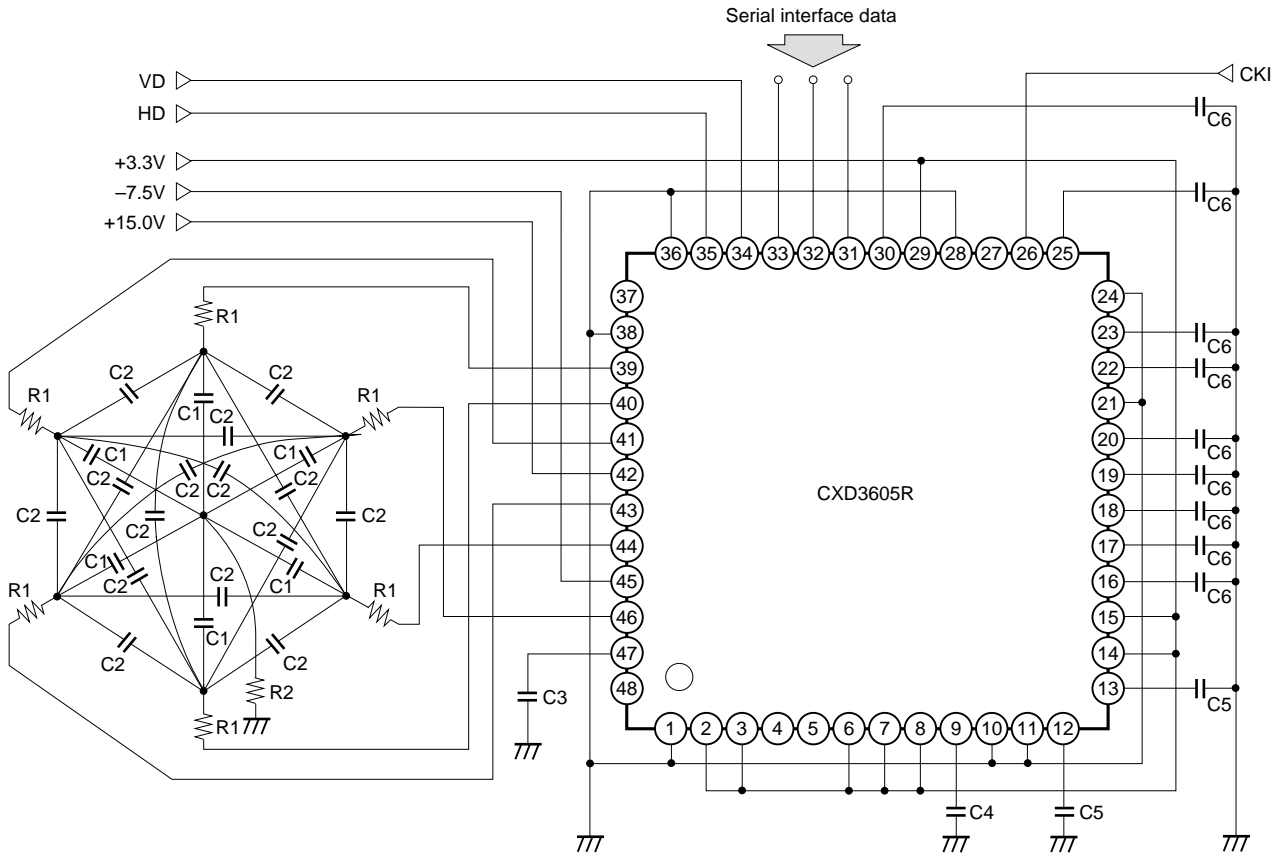 Serial interface data
VD
CKI
HD
C6
+3.3V
–7.5V
C6
+15.0V
36 35 34 33 32 31 30 29 28 27 26 25
37 24
R1
38 23
C6
C2 C2
39 22
C6
R1 R1
C1 C2
40 21
41 20
C6
C1 C1
C2 C2 C2 C2
42 19
C6
CXD3605R
C2 C2 C2
43 18
C6
C2
44 17
C6
C1 C2 C2 C1
R1 R1
45 16
C6
C1
46 15
C2 C2
47 14
C3
R2
48 13
C5
R1
1 2 3 4 5 6 7 8 9 10 11 12
C4 C5